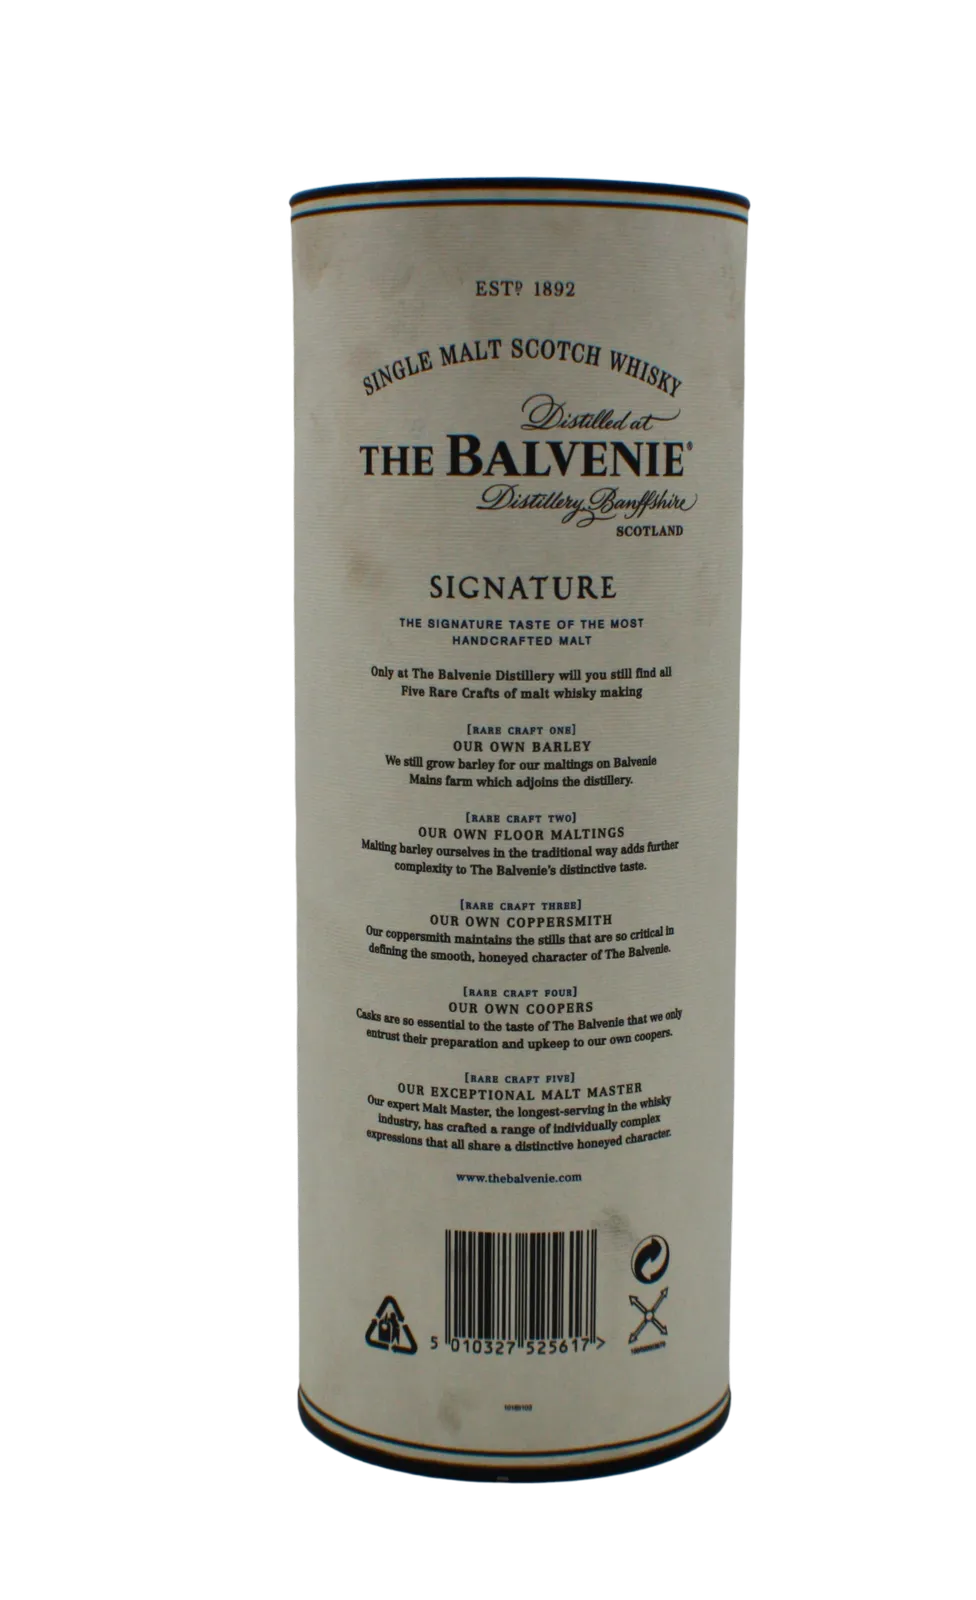 ESTD 1892
SINGLE MALT SCOTCH WHISKY
Distilled at
THE BALVENIE®
Distillery, Banffshire
SCOTLAND
SIGNATURE
THE SIGNATURE TASTE OF THE MOST
HANDCRAFTED MALT
Only at The Balvenie Distillery will you still find all
Five Rare Crafts of malt whisky making
[RARE CRAFT ONE]
OUR OWN BARLEY
We still grow barley for our maltings on Balvenie
Mains farm which adjoins the distillery.
[RARE CRAFT TWO]
OUR OWN FLOOR MALTINGS
Malting barley ourselves in the traditional way adds further
complexity to The Balvenie's distinctive taste.
[RARE CRAFT THREE]
OUR OWN COPPERSMITH
Our coppersmith maintains the stills that are so critical in
defining the smooth, honeyed character of The Balvenie.
[RARE CRAFT FOUR]
OUR OWN COOPERS
Casks are so essential to the taste of The Balvenie that we only
entrust their preparation and upkeep to our own coopers.
[RARE CRAFT FIVE]
OUR EXCEPTIONAL MALT MASTER
Our expert Malt Master, the longest-serving in the whisky
industry, has crafted a range of individually complex
expressions that all share a distinctive honeyed character.
www.thebalvenie.com
5 010327 525617 >